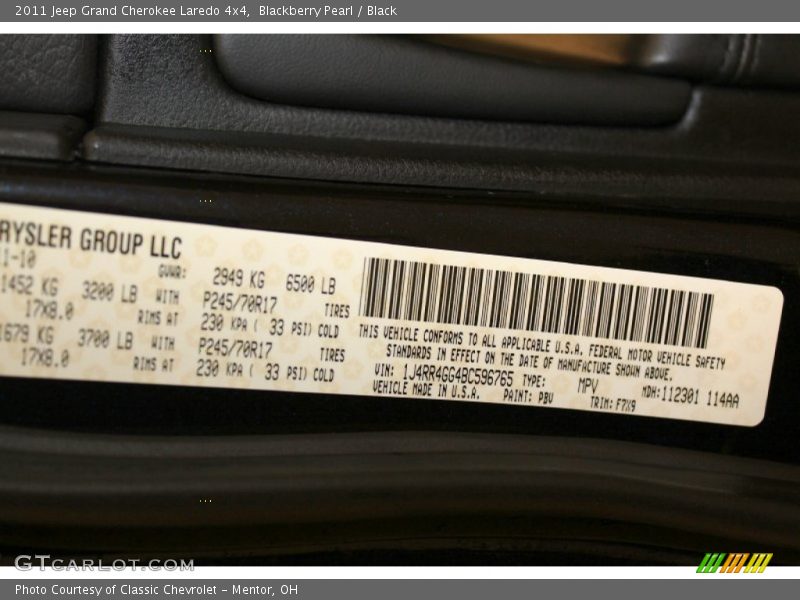 2011 Jeep Grand Cherokee Laredo 4x4, Blackberry Pearl / Black
RYSLER GROUP LLC
1-10
GVWR: 2949 KG 6500 LB
1452 KG 3200 LB WITH P245/70R17 TIRES
17X8.0 RIMS AT 230 KPA ( 33 PSI) COLD
1679 KG 3700 LB WITH P245/70R17 TIRES
17X8.0 RIMS AT 230 KPA ( 33 PSI) COLD
THIS VEHICLE CONFORMS TO ALL APPLICABLE U.S.A. FEDERAL MOTOR VEHICLE SAFETY
STANDARDS IN EFFECT ON THE DATE OF MANUFACTURE SHOWN ABOVE.
VIN: 1J4RR4GG4BC596765 TYPE: MPV MDH:112301 114AA
VEHICLE MADE IN U.S.A. PAINT: PBV TRIM: F7X9
GTCARLOT.COM
Photo Courtesy of Classic Chevrolet - Mentor, OH